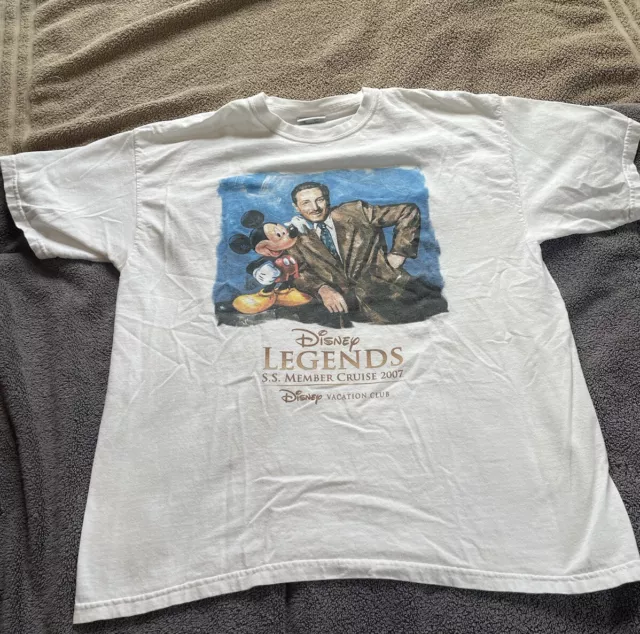 Disney
LEGENDS
S.S. MEMBER CRUISE 2007
Disney VACATION CLUB